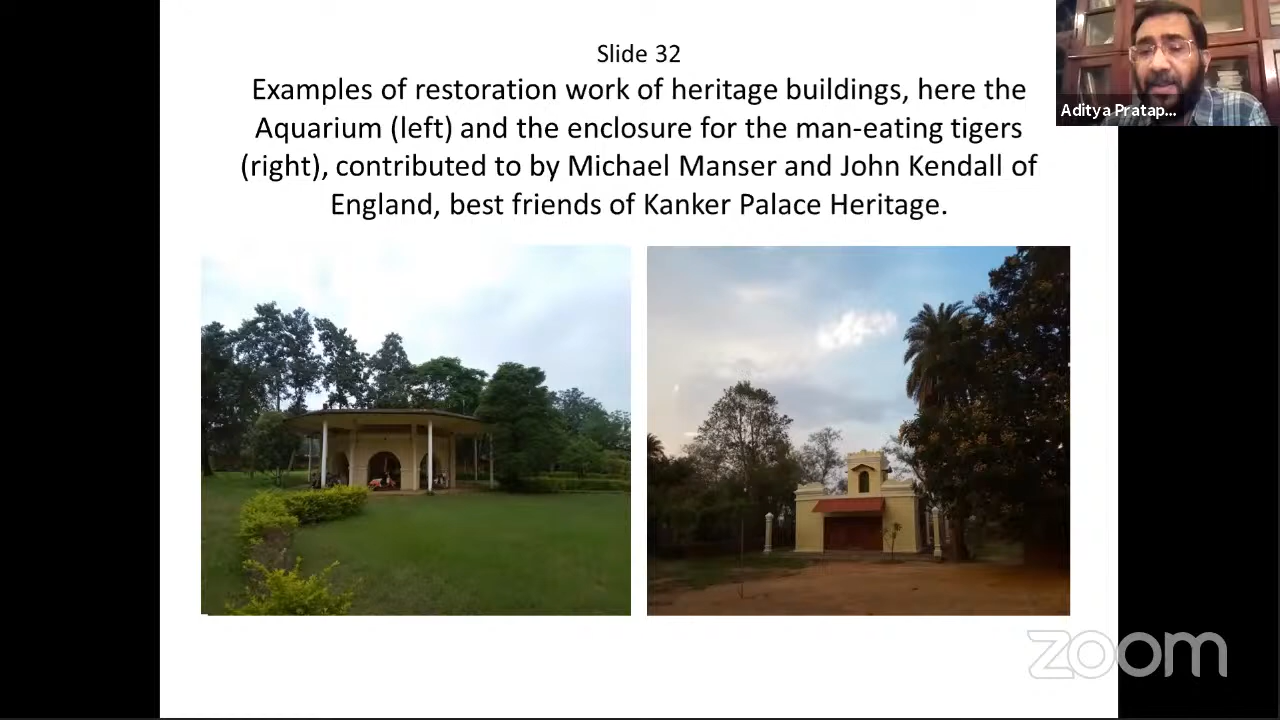 Slide 32
Examples of restoration work of heritage buildings, here the
Aquarium (left) and the enclosure for the man-eating tigers
(right), contributed to by Michael Manser and John Kendall of
England, best friends of Kanker Palace Heritage.
Aditya Pratap...
zoom